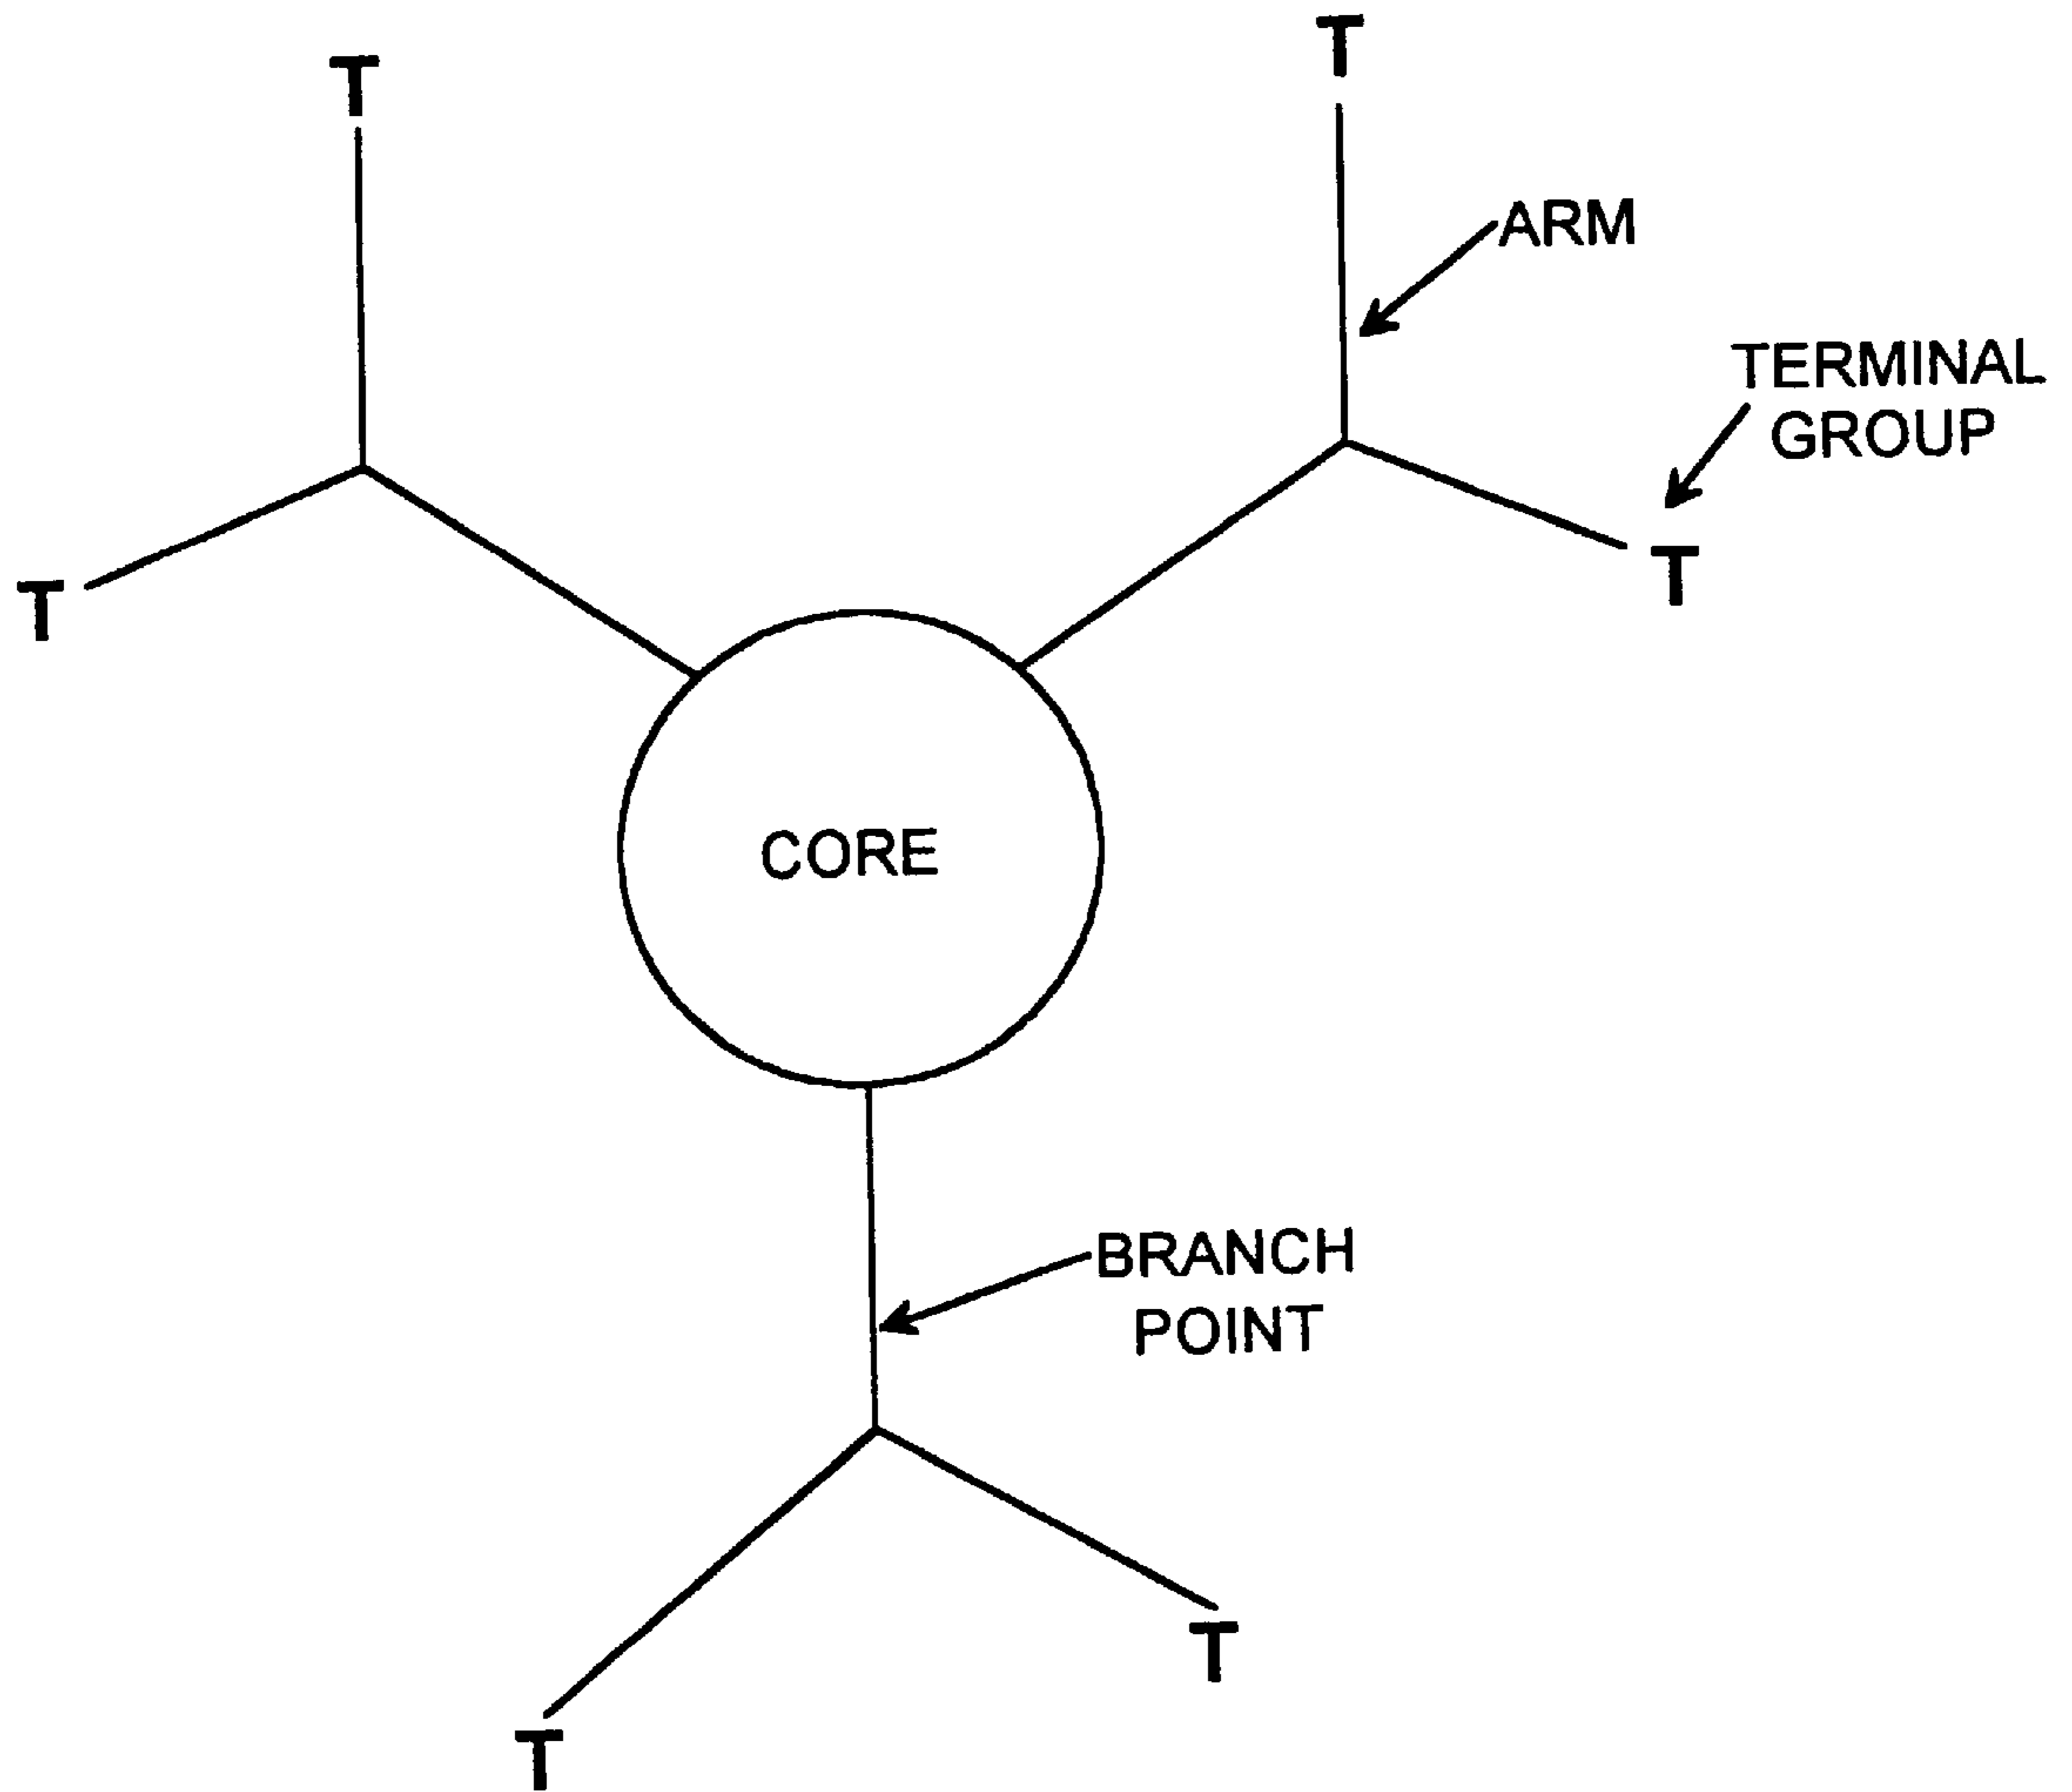 T
T
ARM
TERMINAL
GROUP
T
T
CORE
BRANCH
POINT
T
T